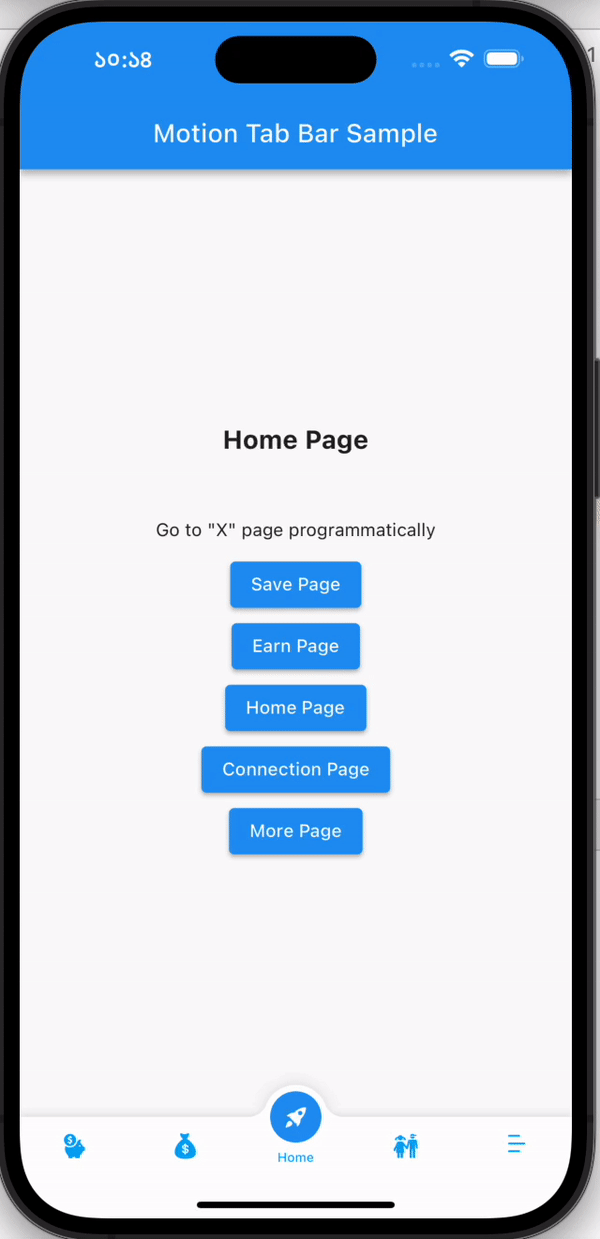 ১০:১৪
Motion Tab Bar Sample
Home Page
Go to "X" page programmatically
Save Page
Earn Page
Home Page
Connection Page
More Page
Home